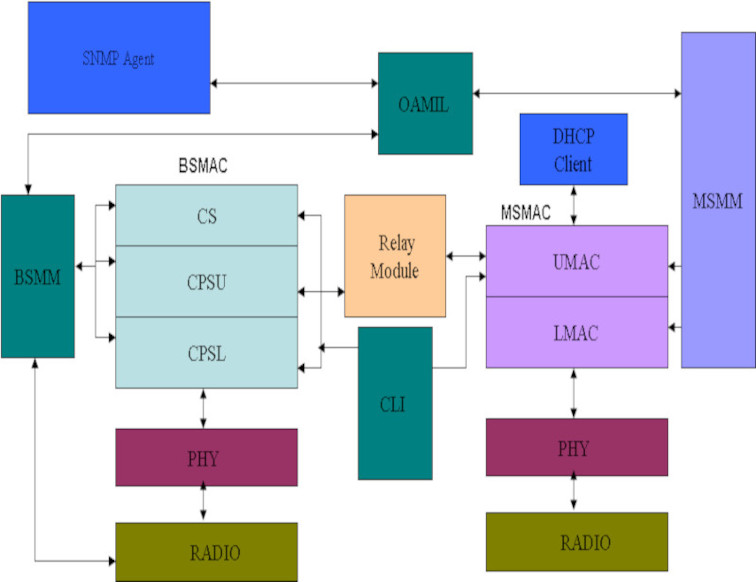 SNMP Agent
OAMIL
DHCP
Client
MSMM
BSMAC
MSMAC
CS
Relay
Module
UMAC
BSMM
CPSU
LMAC
CPSL
CLI
PHY
PHY
RADIO
RADIO